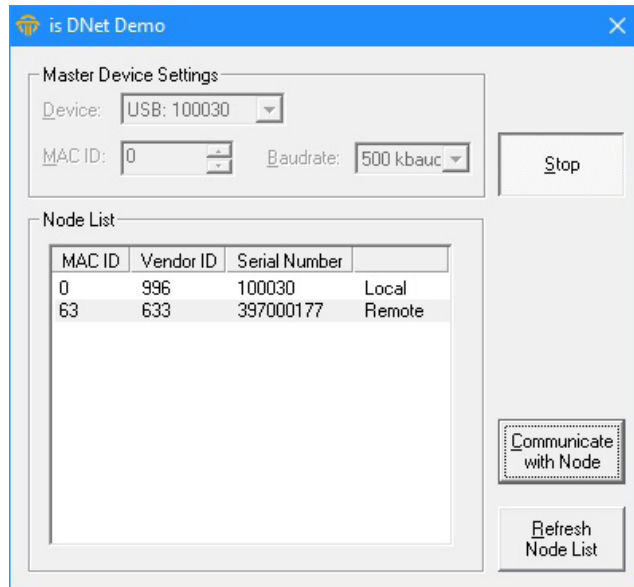 is DNet Demo
Master Device Settings
Device: USB: 100030
MAC ID: 0 Baudrate: 500 kbauc
Stop
Node List
MAC ID Vendor ID Serial Number
0 996 100030 Local
63 633 397000177 Remote
Communicate
with Node
Refresh
Node List